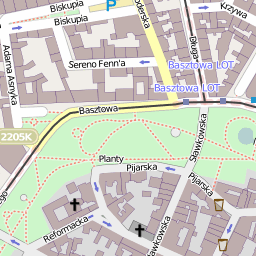 Biskupia
Biskupia
P
Krzywa
Długa
Adama Asnyka
Sereno Fenn'a
Basztowa LOT
Basztowa LOT
Basztowa
2205K
Sławkowska
Planty
Pijarska
Pijarska
Sławkowska
Reformacka